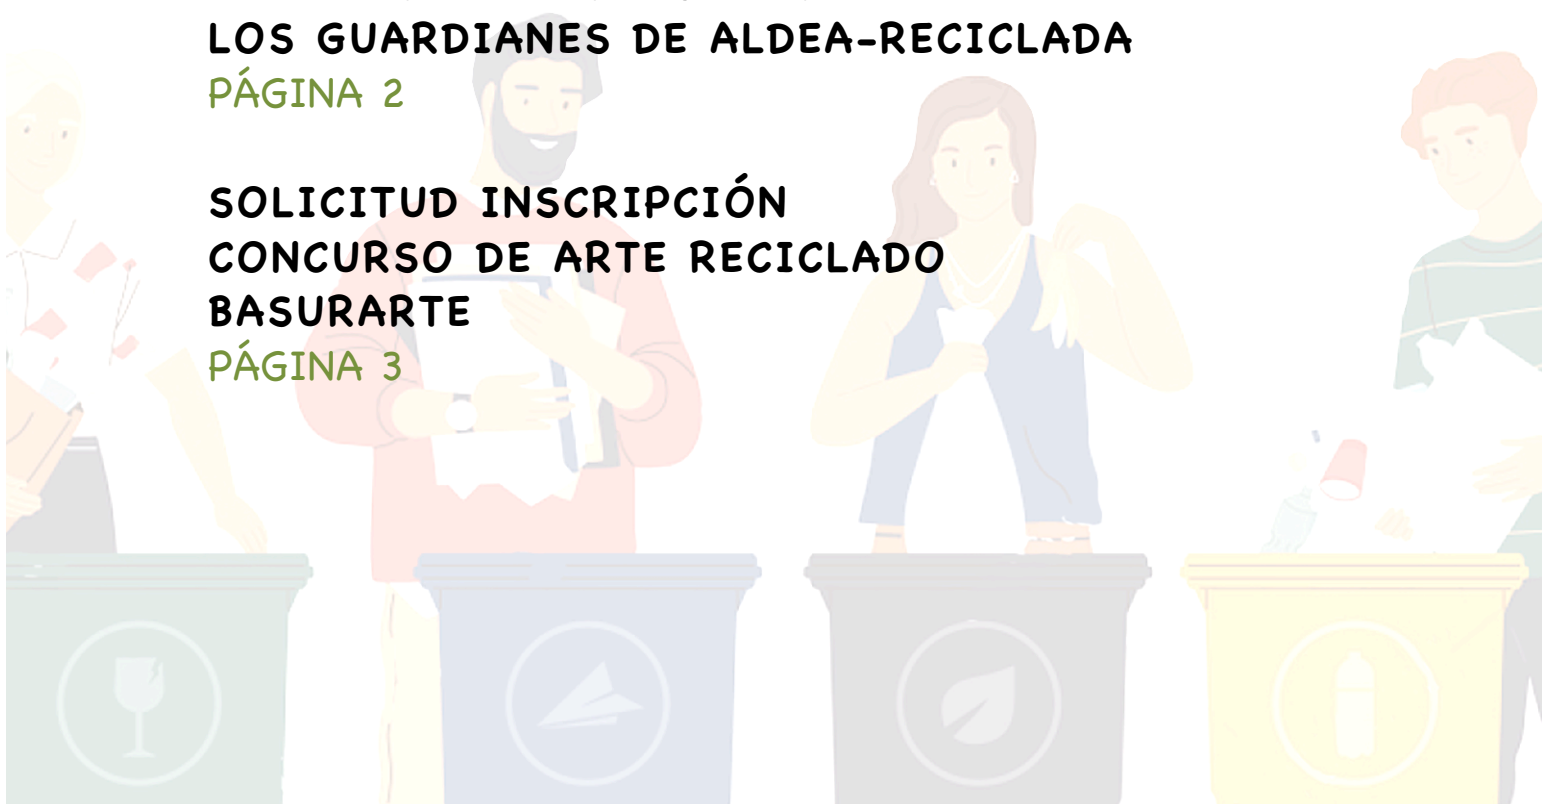 LOS GUARDIANES DE ALDEA-RECICLADA
PÁGINA 2
SOLICITUD INSCRIPCIÓN
CONCURSO DE ARTE RECICLADO
BASURARTE
PÁGINA 3